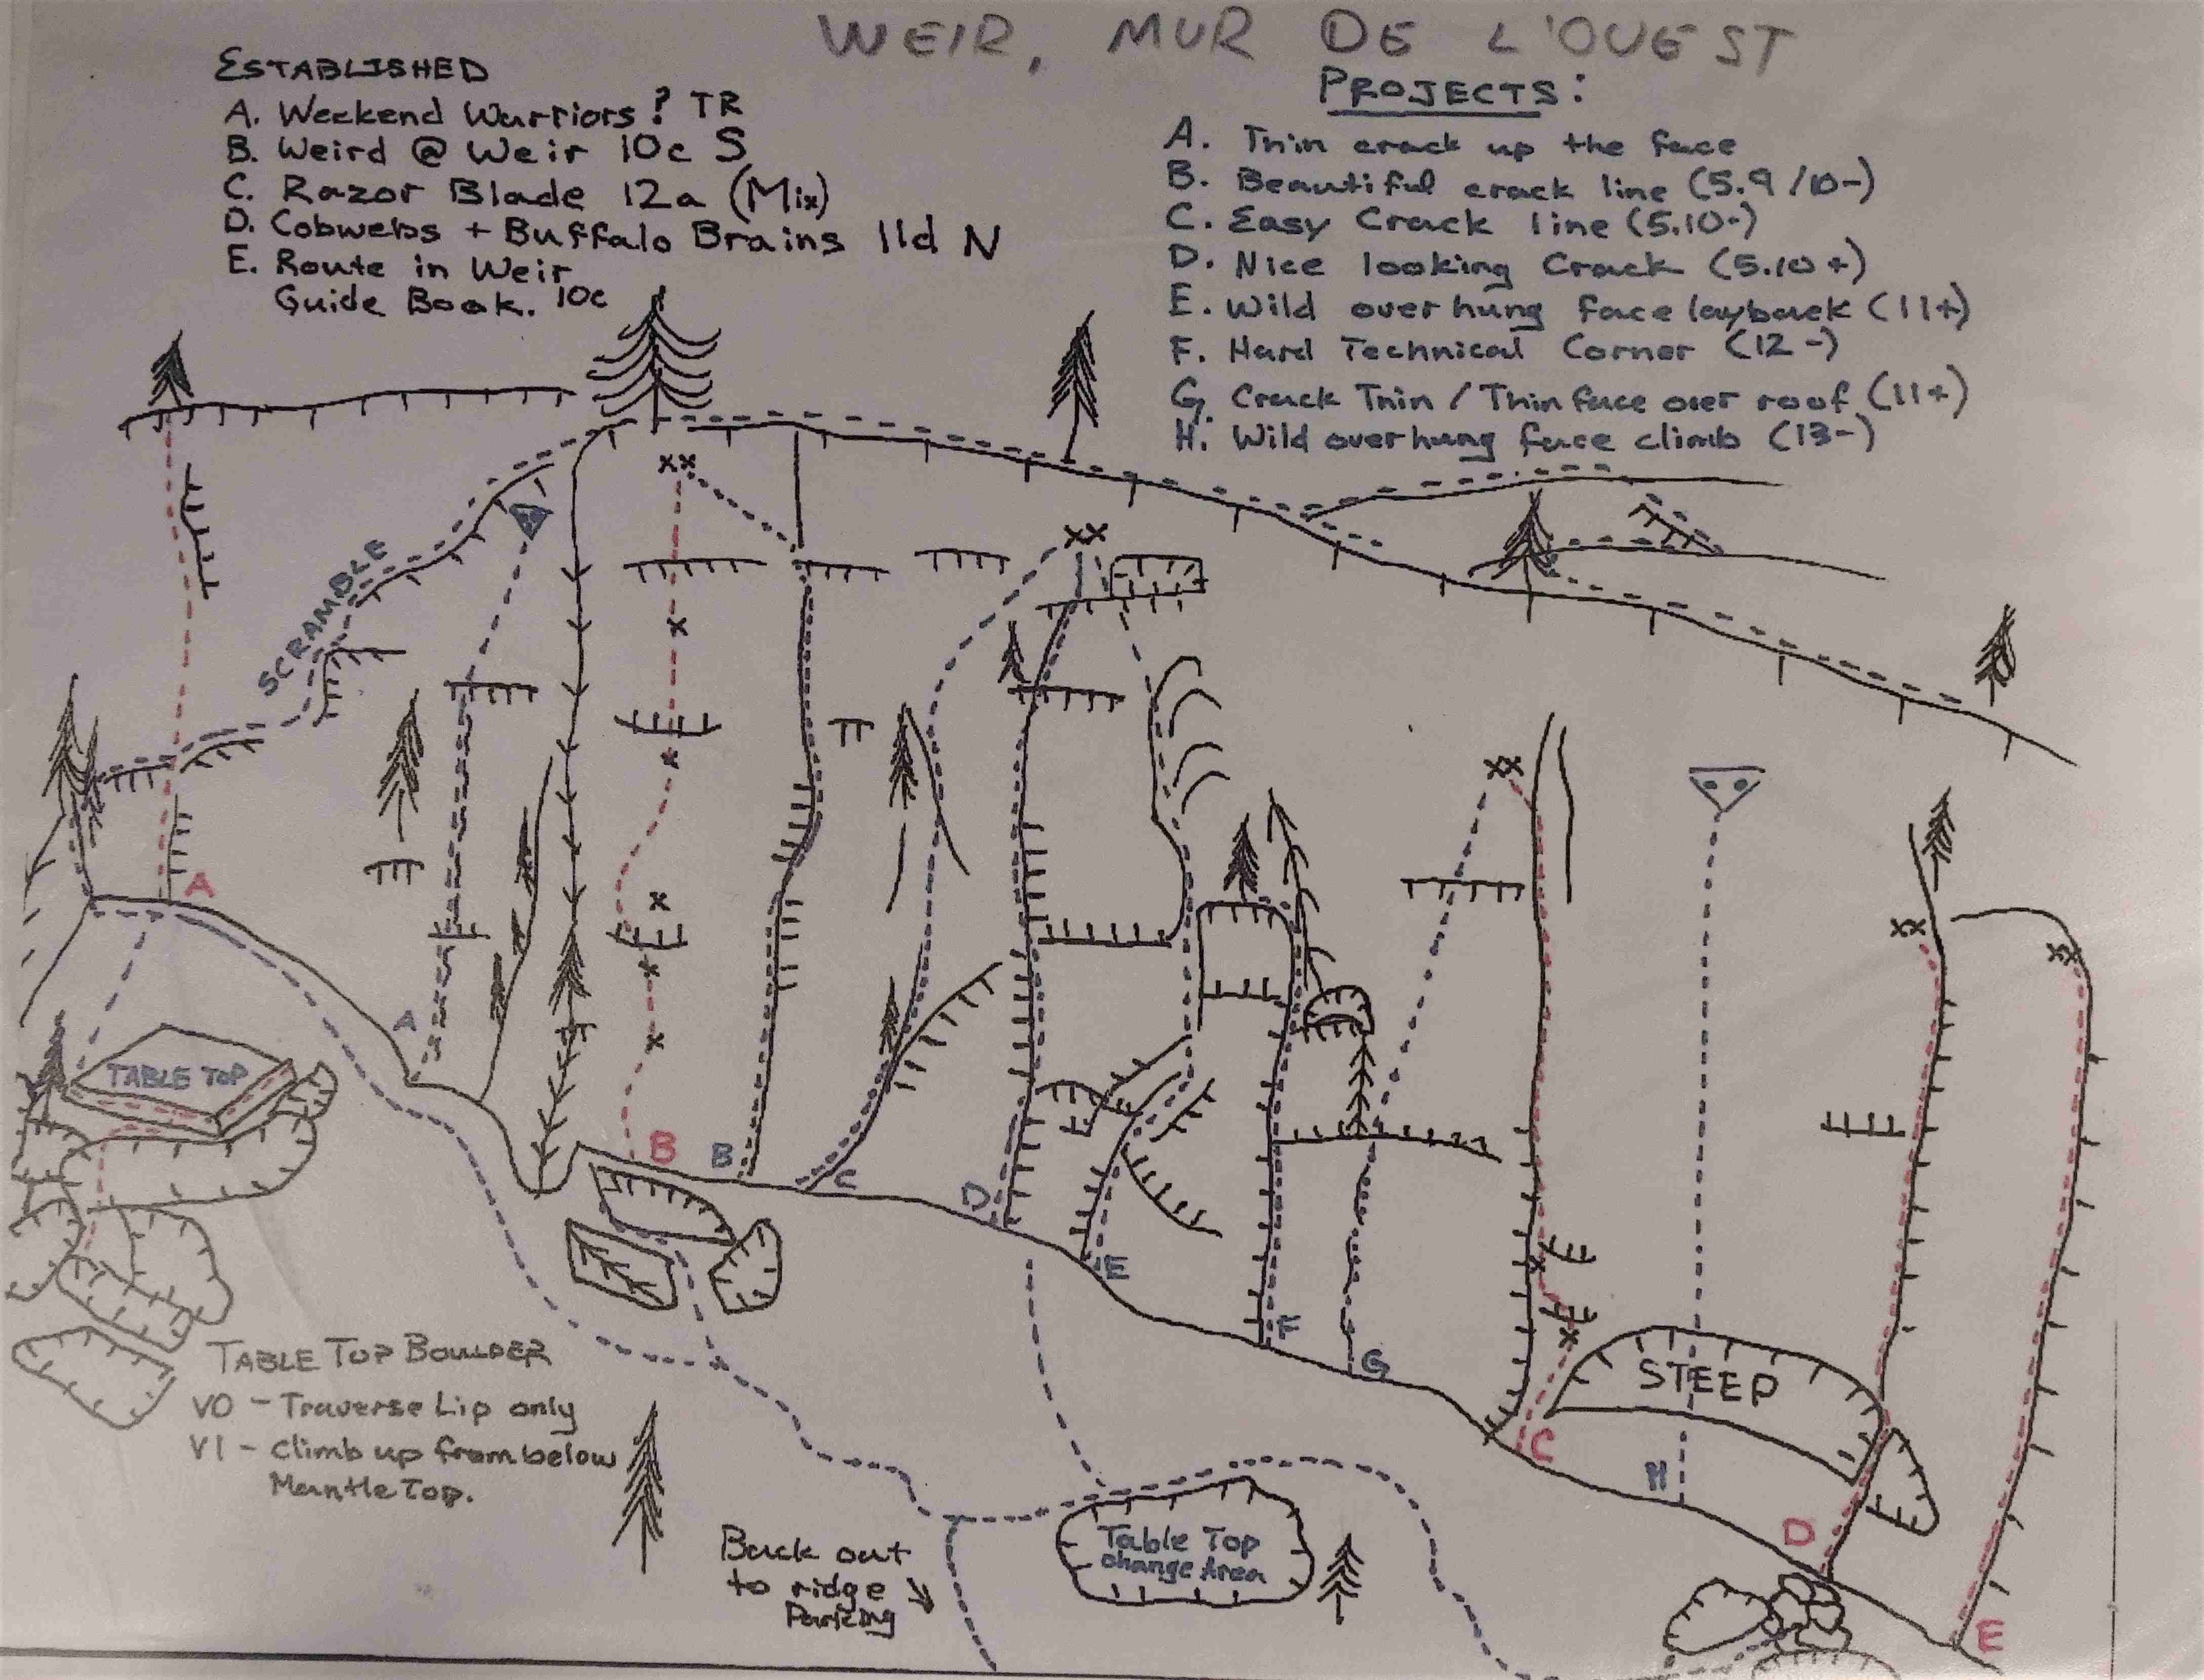 WEIR, MUR DE L'OUEST
ESTABLISHED
A. Weekend Warriors ? TR
B. Weird @ Weir 10c S
C. Razor Blade 12a (Mix)
D. Cobwebs + Buffalo Brains 11d N
E. Route in Weir
Guide Book. 10c
PROJECTS:
A. Thin crack up the face
B. Beautiful crack line (5.9/10-)
C. Easy Crack line (5.10-)
D. Nice looking Crack (5.10+)
E. Wild overhung face layback (11+)
F. Hard Technical Corner (12-)
G. Crack Thin / Thin face over roof (11+)
H. Wild overhung face climb (13-)
SCRAMBLE
A
A
TABLE TOP
B
B
C
D
E
F
G
C
STEEP
H
D
E
TABLE TOP BOULDER
V0 - Traverse Lip only
V1 - Climb up from below
Mantle Top.
Back out
to ridge
Parking
Table Top
change Area